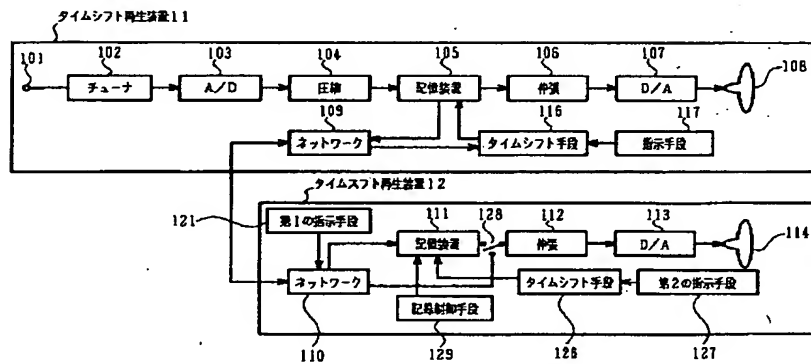 タイムシフト再生装置11
101
102
103
104
105
106
107
108
チューナ
A/D
圧縮
記憶装置
伸張
D/A
109
116
117
ネットワーク
タイムシフト手段
指示手段
タイムスフト再生装置12
121
第1の指示手段
111
128
112
113
114
記憶装置
伸張
D/A
ネットワーク
タイムシフト手段
第2の指示手段
記録制御手段
110
129
126
127